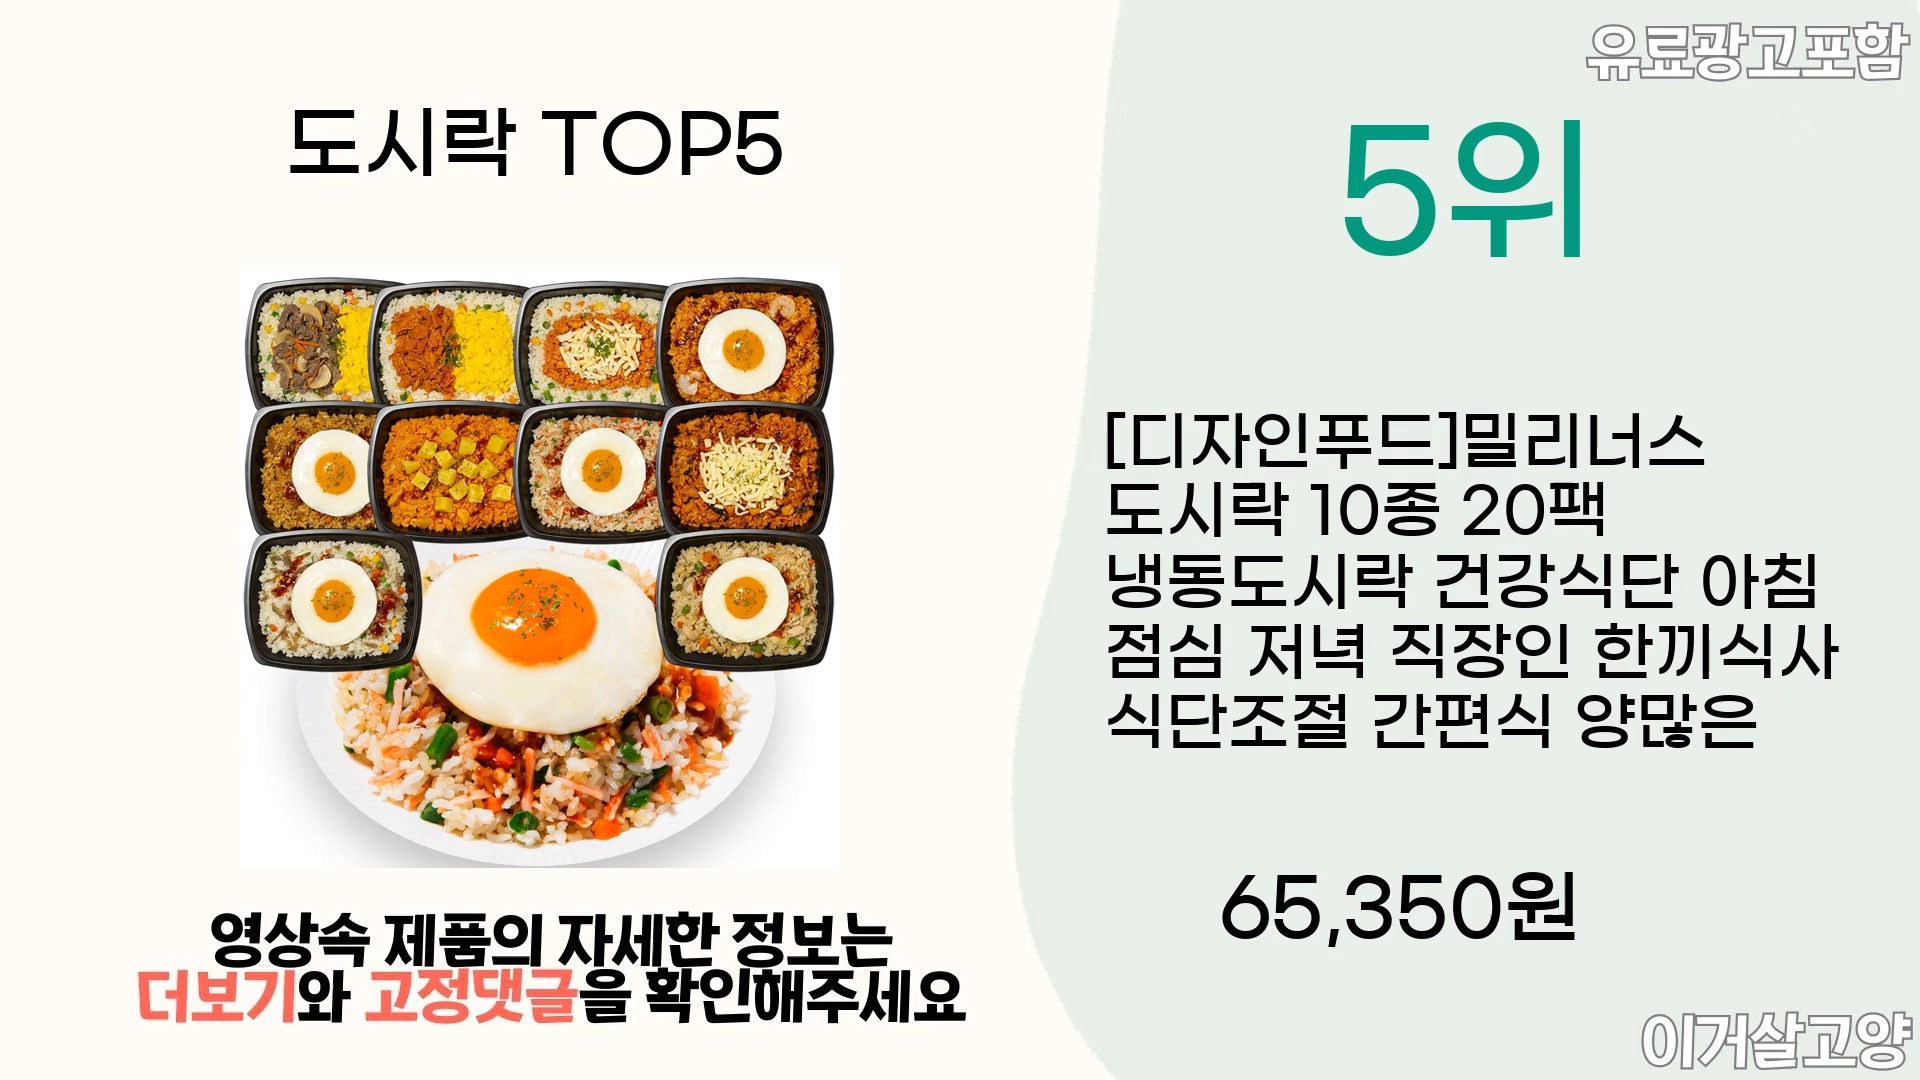 유료광고포함
도시락 TOP5
5위
[디자인푸드]밀리너스
도시락 10종 20팩
냉동도시락 건강식단 아침
점심 저녁 직장인 한끼식사
식단조절 간편식 양많은
65,350원
영상속 제품의 자세한 정보는
더보기와 고정댓글을 확인해주세요
이거살고양